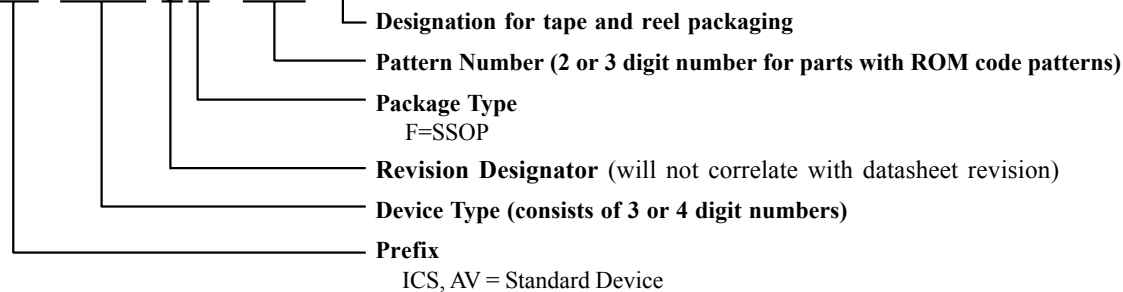 Designation for tape and reel packaging
Pattern Number (2 or 3 digit number for parts with ROM code patterns)
Package Type
F=SSOP
Revision Designator (will not correlate with datasheet revision)
Device Type (consists of 3 or 4 digit numbers)
Prefix
ICS, AV = Standard Device